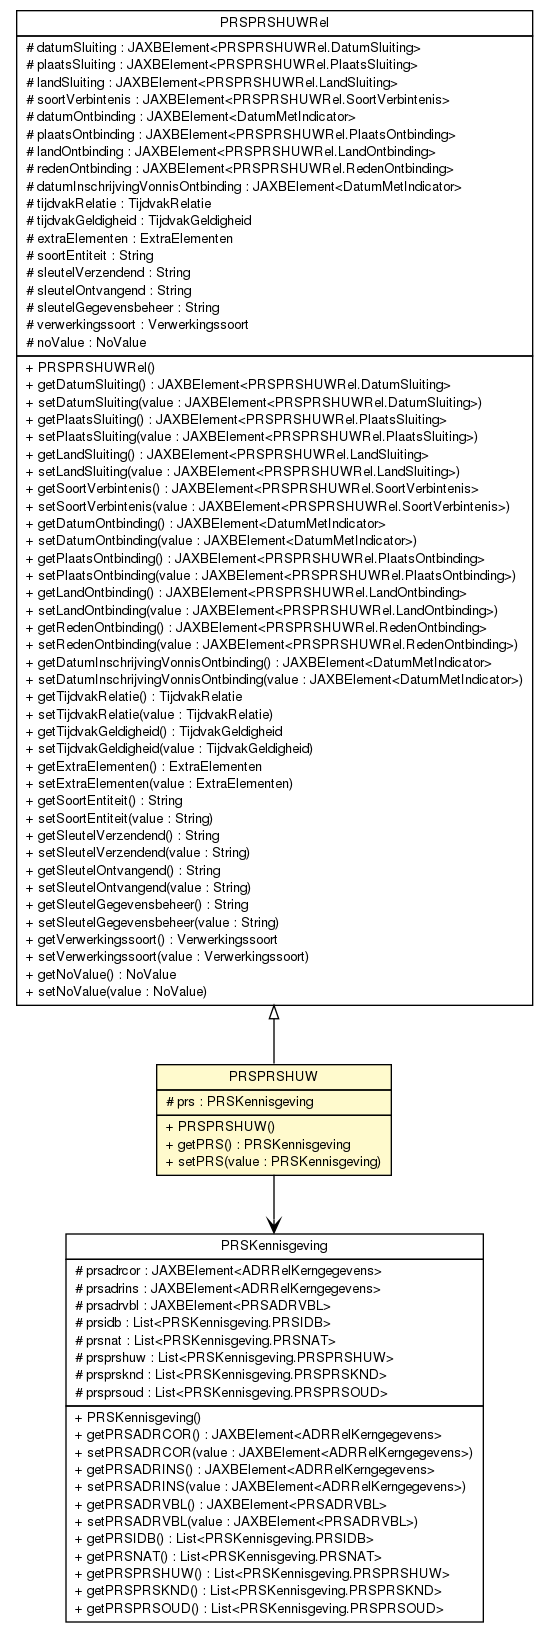 PRSPRSHUWRel
# datumSluiting : JAXBElement<PRSPRSHUWRel.DatumSluiting>
# plaatsSluiting : JAXBElement<PRSPRSHUWRel.PlaatsSluiting>
# landSluiting : JAXBElement<PRSPRSHUWRel.LandSluiting>
# soortVerbintenis : JAXBElement<PRSPRSHUWRel.SoortVerbintenis>
# datumOntbinding : JAXBElement<DatumMetIndicator>
# plaatsOntbinding : JAXBElement<PRSPRSHUWRel.PlaatsOntbinding>
# landOntbinding : JAXBElement<PRSPRSHUWRel.LandOntbinding>
# redenOntbinding : JAXBElement<PRSPRSHUWRel.RedenOntbinding>
# datumInschrijvingVonnisOntbinding : JAXBElement<DatumMetIndicator>
# tijdvakRelatie : TijdvakRelatie
# tijdvakGeldigheid : TijdvakGeldigheid
# extraElementen : ExtraElementen
# soortEntiteit : String
# sleutelVerzendend : String
# sleutelOntvangend : String
# sleutelGegevensbeheer : String
# verwerkingssoort : Verwerkingssoort
# noValue : NoValue
+ PRSPRSHUWRel()
+ getDatumSluiting() : JAXBElement<PRSPRSHUWRel.DatumSluiting>
+ setDatumSluiting(value : JAXBElement<PRSPRSHUWRel.DatumSluiting>)
+ getPlaatsSluiting() : JAXBElement<PRSPRSHUWRel.PlaatsSluiting>
+ setPlaatsSluiting(value : JAXBElement<PRSPRSHUWRel.PlaatsSluiting>)
+ getLandSluiting() : JAXBElement<PRSPRSHUWRel.LandSluiting>
+ setLandSluiting(value : JAXBElement<PRSPRSHUWRel.LandSluiting>)
+ getSoortVerbintenis() : JAXBElement<PRSPRSHUWRel.SoortVerbintenis>
+ setSoortVerbintenis(value : JAXBElement<PRSPRSHUWRel.SoortVerbintenis>)
+ getDatumOntbinding() : JAXBElement<DatumMetIndicator>
+ setDatumOntbinding(value : JAXBElement<DatumMetIndicator>)
+ getPlaatsOntbinding() : JAXBElement<PRSPRSHUWRel.PlaatsOntbinding>
+ setPlaatsOntbinding(value : JAXBElement<PRSPRSHUWRel.PlaatsOntbinding>)
+ getLandOntbinding() : JAXBElement<PRSPRSHUWRel.LandOntbinding>
+ setLandOntbinding(value : JAXBElement<PRSPRSHUWRel.LandOntbinding>)
+ getRedenOntbinding() : JAXBElement<PRSPRSHUWRel.RedenOntbinding>
+ setRedenOntbinding(value : JAXBElement<PRSPRSHUWRel.RedenOntbinding>)
+ getDatumInschrijvingVonnisOntbinding() : JAXBElement<DatumMetIndicator>
+ setDatumInschrijvingVonnisOntbinding(value : JAXBElement<DatumMetIndicator>)
+ getTijdvakRelatie() : TijdvakRelatie
+ setTijdvakRelatie(value : TijdvakRelatie)
+ getTijdvakGeldigheid() : TijdvakGeldigheid
+ setTijdvakGeldigheid(value : TijdvakGeldigheid)
+ getExtraElementen() : ExtraElementen
+ setExtraElementen(value : ExtraElementen)
+ getSoortEntiteit() : String
+ setSoortEntiteit(value : String)
+ getSleutelVerzendend() : String
+ setSleutelVerzendend(value : String)
+ getSleutelOntvangend() : String
+ setSleutelOntvangend(value : String)
+ getSleutelGegevensbeheer() : String
+ setSleutelGegevensbeheer(value : String)
+ getVerwerkingssoort() : Verwerkingssoort
+ setVerwerkingssoort(value : Verwerkingssoort)
+ getNoValue() : NoValue
+ setNoValue(value : NoValue)
PRSPRSHUW
# prs : PRSKennisgeving
+ PRSPRSHUW()
+ getPRS() : PRSKennisgeving
+ setPRS(value : PRSKennisgeving)
PRSKennisgeving
# prsadrcor : JAXBElement<ADRRelKerngegevens>
# prsadrins : JAXBElement<ADRRelKerngegevens>
# prsadrvbl : JAXBElement<PRSADRVBL>
# prsidb : List<PRSKennisgeving.PRSIDB>
# prsnat : List<PRSKennisgeving.PRSNAT>
# prsprshuw : List<PRSKennisgeving.PRSPRSHUW>
# prsprsknd : List<PRSKennisgeving.PRSPRSKND>
# prsprsoud : List<PRSKennisgeving.PRSPRSOUD>
+ PRSKennisgeving()
+ getPRSADRCOR() : JAXBElement<ADRRelKerngegevens>
+ setPRSADRCOR(value : JAXBElement<ADRRelKerngegevens>)
+ getPRSADRINS() : JAXBElement<ADRRelKerngegevens>
+ setPRSADRINS(value : JAXBElement<ADRRelKerngegevens>)
+ getPRSADRVBL() : JAXBElement<PRSADRVBL>
+ setPRSADRVBL(value : JAXBElement<PRSADRVBL>)
+ getPRSIDB() : List<PRSKennisgeving.PRSIDB>
+ getPRSNAT() : List<PRSKennisgeving.PRSNAT>
+ getPRSPRSHUW() : List<PRSKennisgeving.PRSPRSHUW>
+ getPRSPRSKND() : List<PRSKennisgeving.PRSPRSKND>
+ getPRSPRSOUD() : List<PRSKennisgeving.PRSPRSOUD>